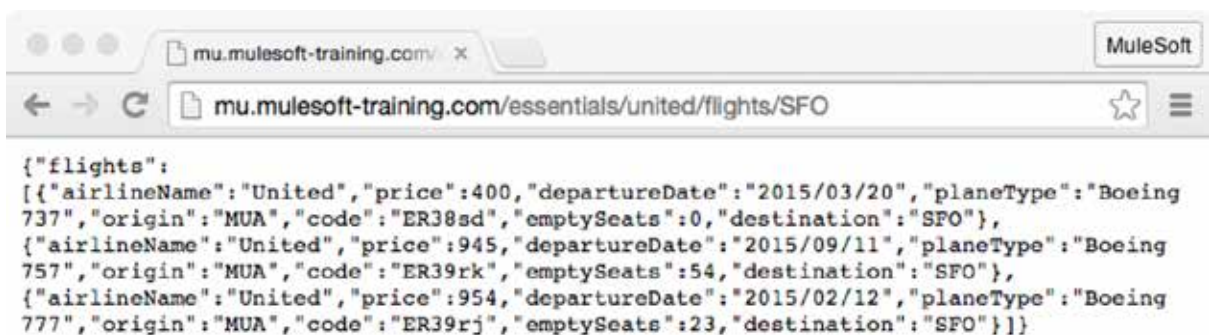 mu.mulesoft-training.com/
MuleSoft
mu.mulesoft-training.com/essentials/united/flights/SFO
{"flights":
[{"airlineName":"United","price":400,"departureDate":"2015/03/20","planeType":"Boeing
737","origin":"MUA","code":"ER38sd","emptySeats":0,"destination":"SFO"},
{"airlineName":"United","price":945,"departureDate":"2015/09/11","planeType":"Boeing
757","origin":"MUA","code":"ER39rk","emptySeats":54,"destination":"SFO"},
{"airlineName":"United","price":954,"departureDate":"2015/02/12","planeType":"Boeing
777","origin":"MUA","code":"ER39rj","emptySeats":23,"destination":"SFO"}]}